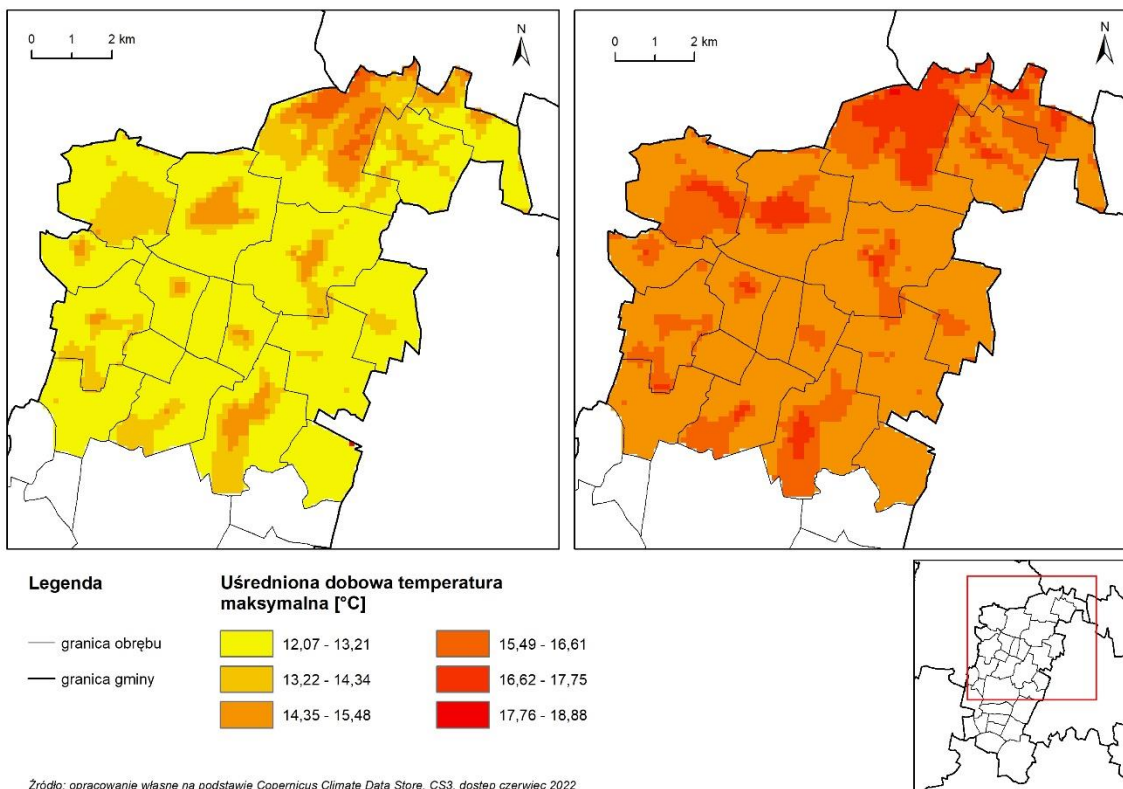 N
0 1 2 km
N
0 1 2 km
Legenda
granica obrębu
granica gminy
Uśredniona dobowa temperatura
maksymalna [°C]
12,07 - 13,21
13,22 - 14,34
14,35 - 15,48
15,49 - 16,61
16,62 - 17,75
17,76 - 18,88
Źródło: opracowanie własne na podstawie Copernicus Climate Data Store, CS3, dostęp czerwiec 2022